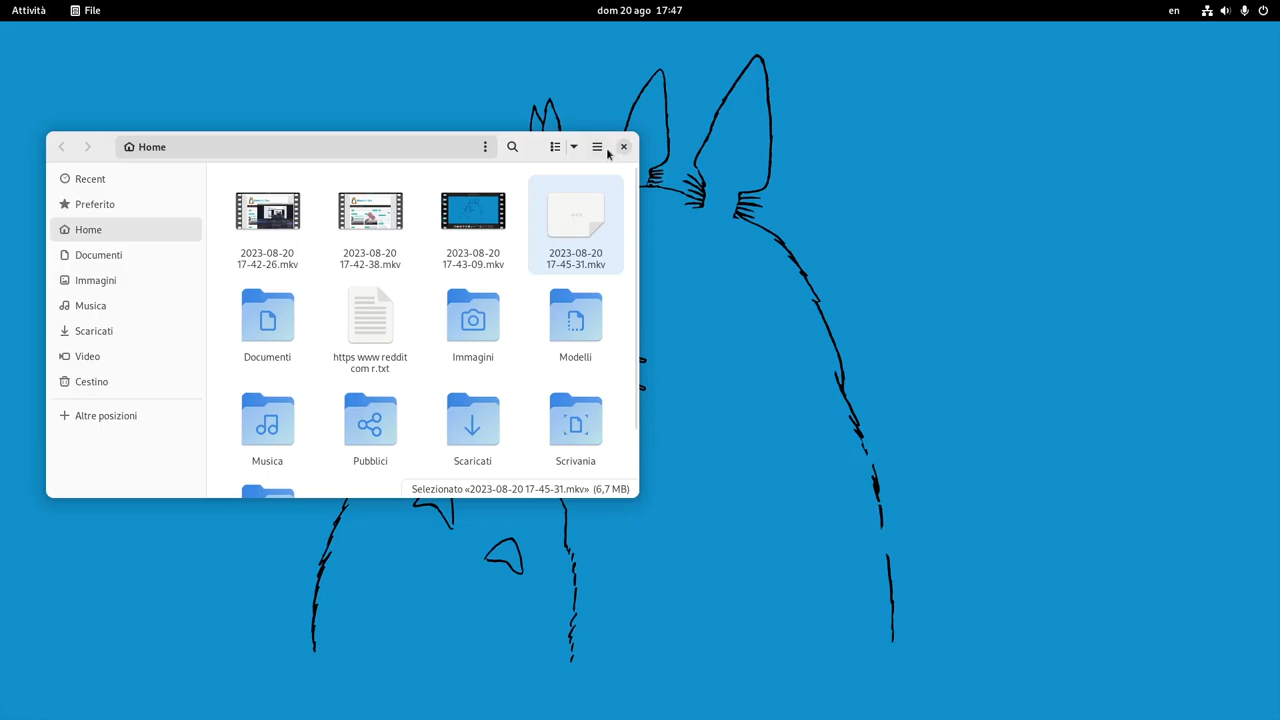 Attività File dom 20 ago 17:47 en
Home
Recent
Preferito
Home
Documenti
Immagini
Musica
Scaricati
Video
Cestino
Altre posizioni
2023-08-20
17-42-26.mkv
2023-08-20
17-42-38.mkv
2023-08-20
17-43-09.mkv
2023-08-20
17-45-31.mkv
Documenti
https www reddit
com r.txt
Immagini
Modelli
Musica
Pubblici
Scaricati
Scrivania
Selezionato «2023-08-20 17-45-31.mkv» (6,7 MB)